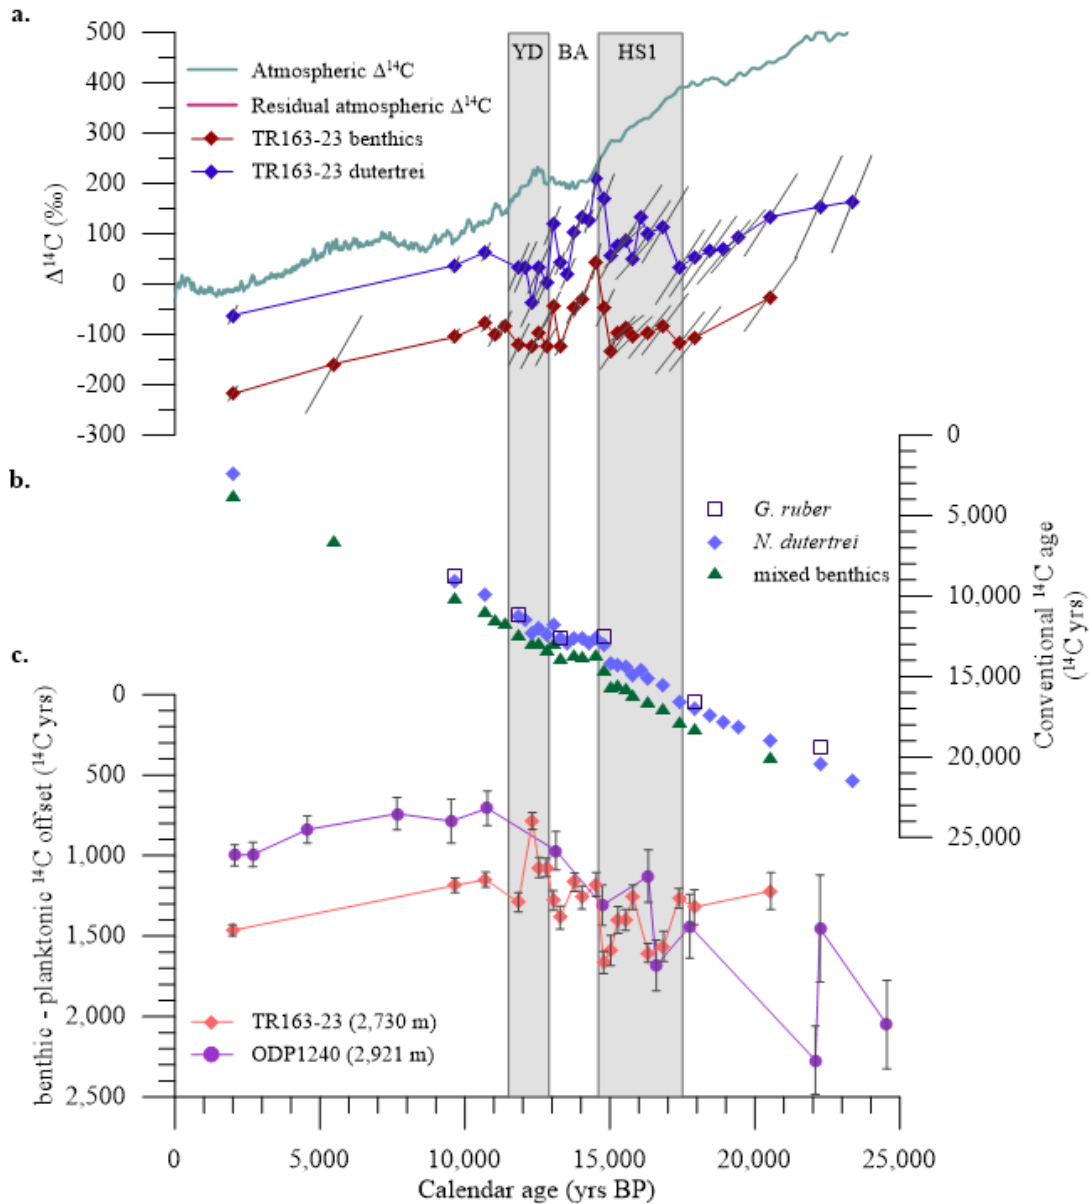 a.
500
400
300
200
100
0
-100
-200
-300
Δ¹⁴C (‰)
YD
BA
HS1
Atmospheric Δ¹⁴C
Residual atmospheric Δ¹⁴C
TR163-23 benthics
TR163-23 dutertrei
b.
0
5,000
10,000
15,000
20,000
25,000
Conventional ¹⁴C age
(¹⁴C yrs)
G. ruber
N. dutertrei
mixed benthics
c.
0
500
1,000
1,500
2,000
2,500
benthic - planktonic ¹⁴C offset (¹⁴C yrs)
TR163-23 (2,730 m)
ODP1240 (2,921 m)
0
5,000
10,000
15,000
20,000
25,000
Calendar age (yrs BP)